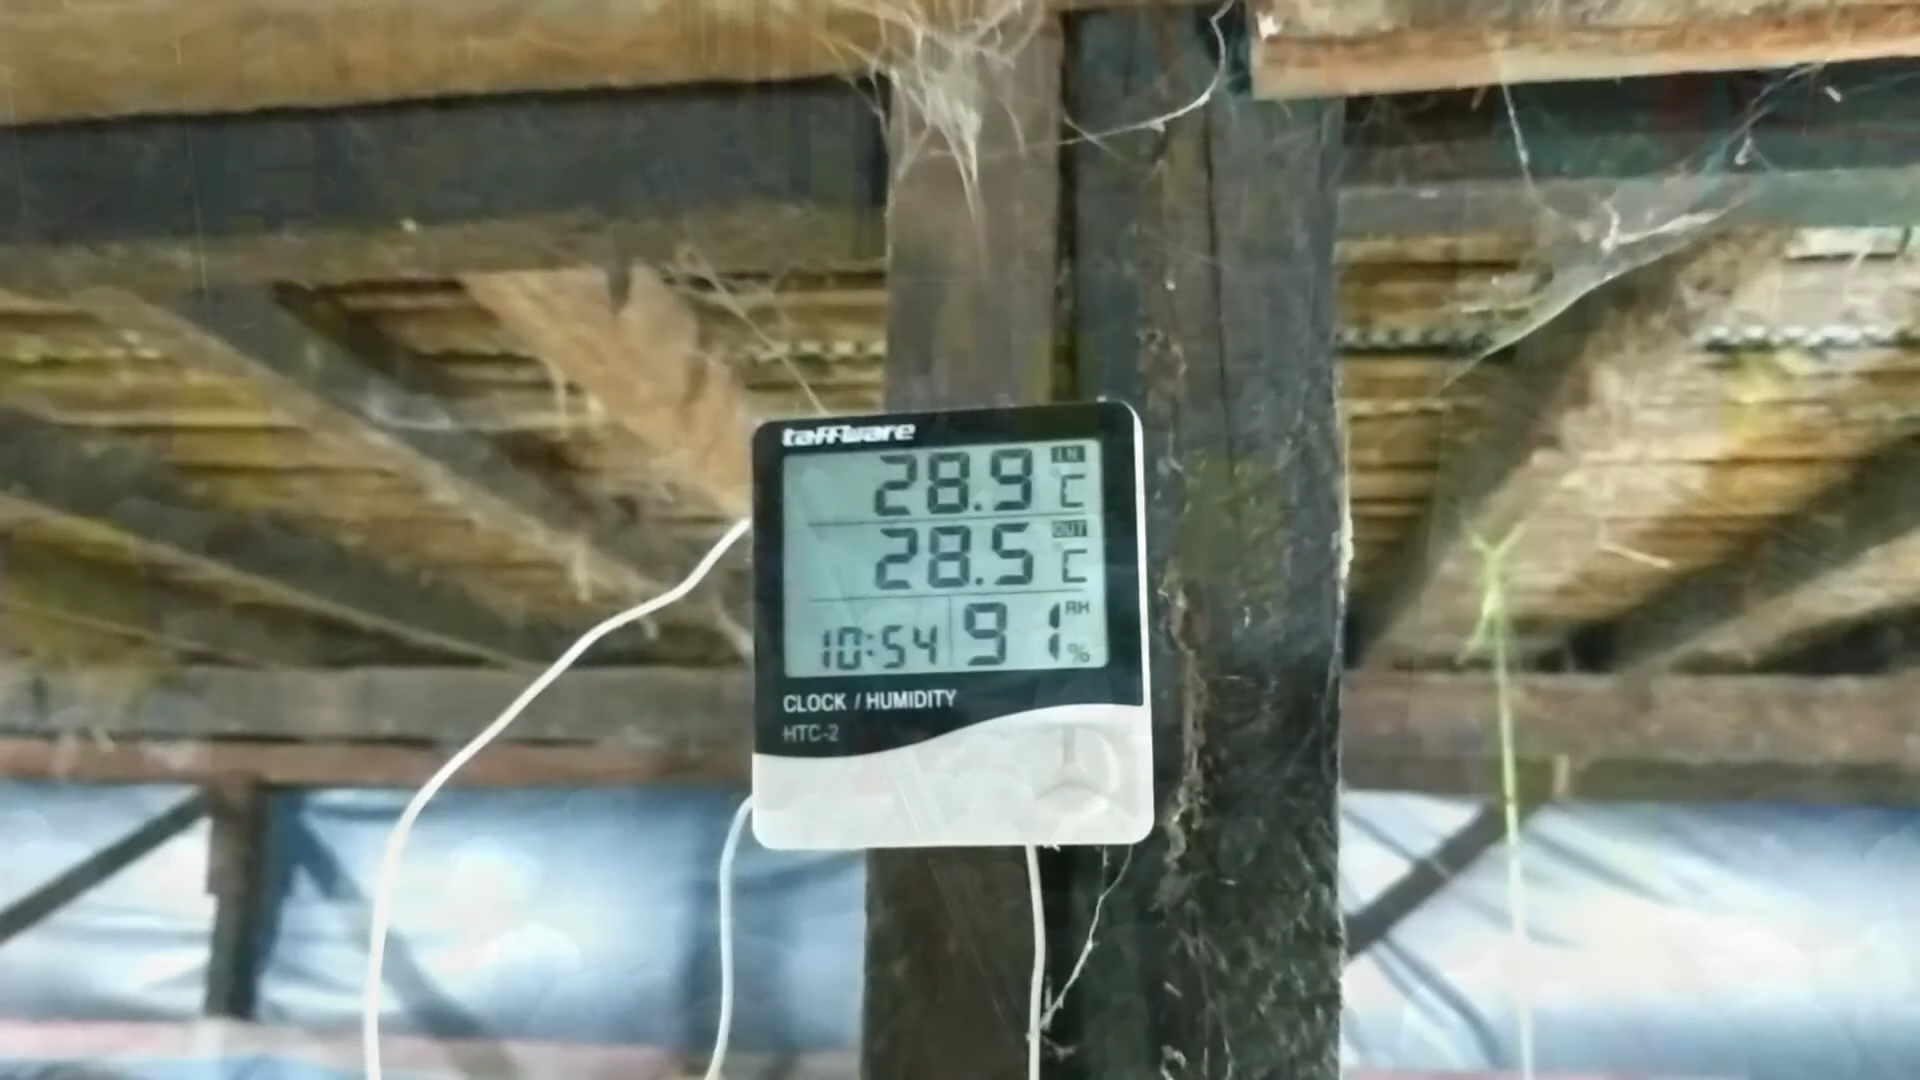 taffware
28.9 IN °C
28.5 OUT °C
10:54 91 RH %
CLOCK / HUMIDITY
HTC-2